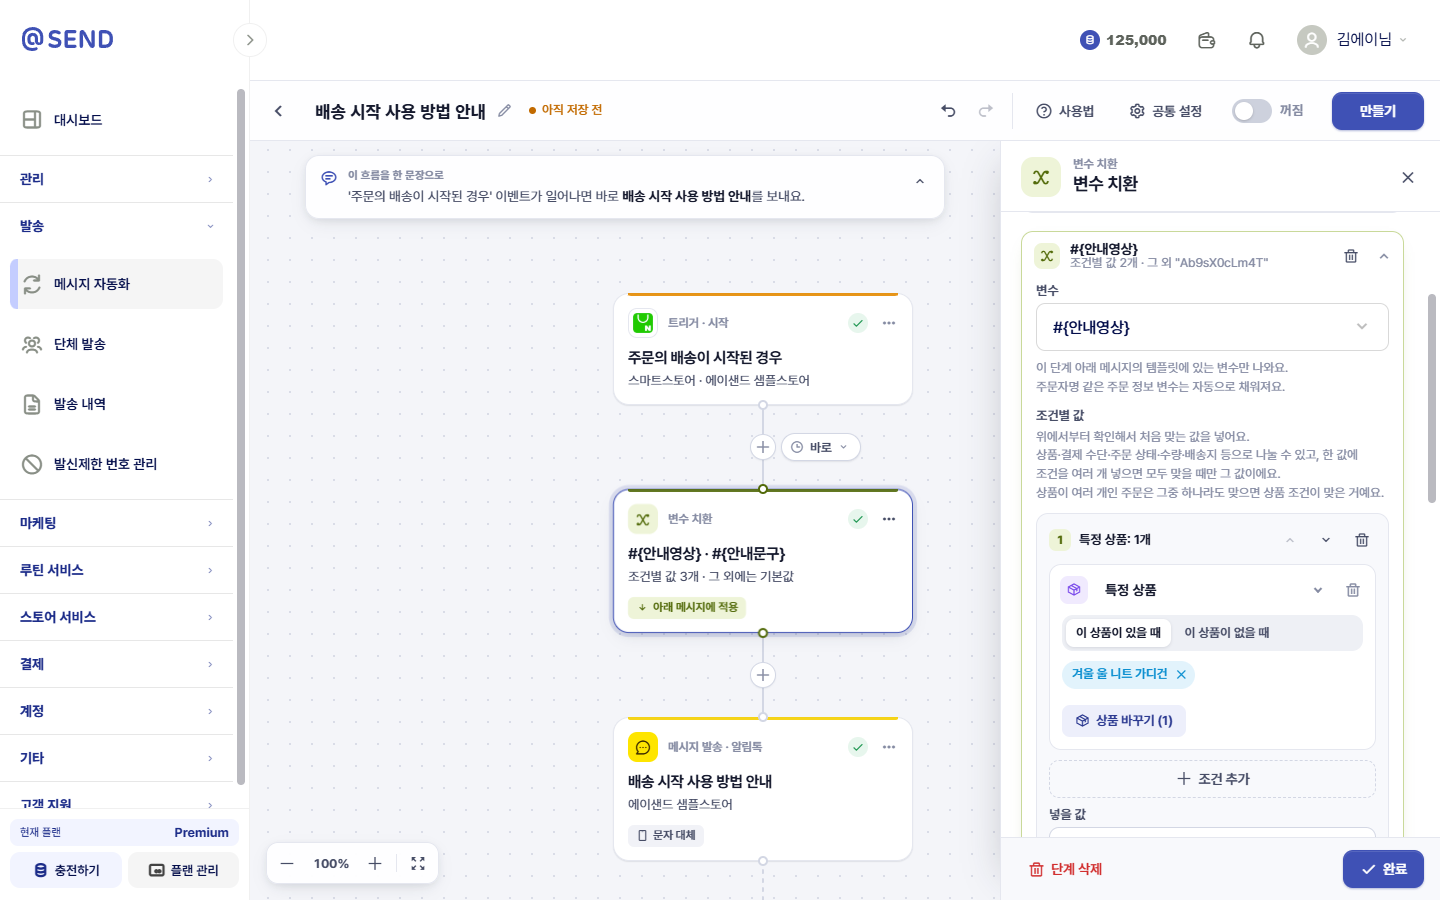 @SEND
125,000
김에이님
대시보드
관리
발송
메시지 자동화
단체 발송
발송 내역
발신제한 번호 관리
마케팅
루틴 서비스
스토어 서비스
결제
계정
기타
고객 지원
현재 플랜
Premium
충전하기
플랜 관리
배송 시작 사용 방법 안내
아직 저장 전
사용법
공통 설정
꺼짐
만들기
이 흐름을 한 문장으로
'주문의 배송이 시작된 경우' 이벤트가 일어나면 바로 배송 시작 사용 방법 안내를 보내요.
트리거 · 시작
주문의 배송이 시작된 경우
스마트스토어 · 에이샌드 샘플스토어
바로
변수 치환
#{안내영상} · #{안내문구}
조건별 값 3개 · 그 외에는 기본값
아래 메시지에 적용
메시지 발송 · 알림톡
배송 시작 사용 방법 안내
에이샌드 샘플스토어
문자 대체
100%
변수 치환
변수 치환
#{안내영상}
조건별 값 2개 · 그 외 "Ab9sX0cLm4T"
변수
#{안내영상}
이 단계 아래 메시지의 템플릿에 있는 변수만 나와요.
주문자명 같은 주문 정보 변수는 자동으로 채워져요.
조건별 값
위에서부터 확인해서 처음 맞는 값을 넣어요.
상품·결제 수단·주문 상태·수량·배송지 등으로 나눌 수 있고, 한 값에
조건을 여러 개 넣으면 모두 맞을 때만 그 값이에요.
상품이 여러 개인 주문은 그중 하나라도 맞으면 상품 조건이 맞은 거예요.
1
특정 상품: 1개
특정 상품
이 상품이 있을 때
이 상품이 없을 때
겨울 울 니트 가디건
상품 바꾸기 (1)
조건 추가
넣을 값
단계 삭제
완료